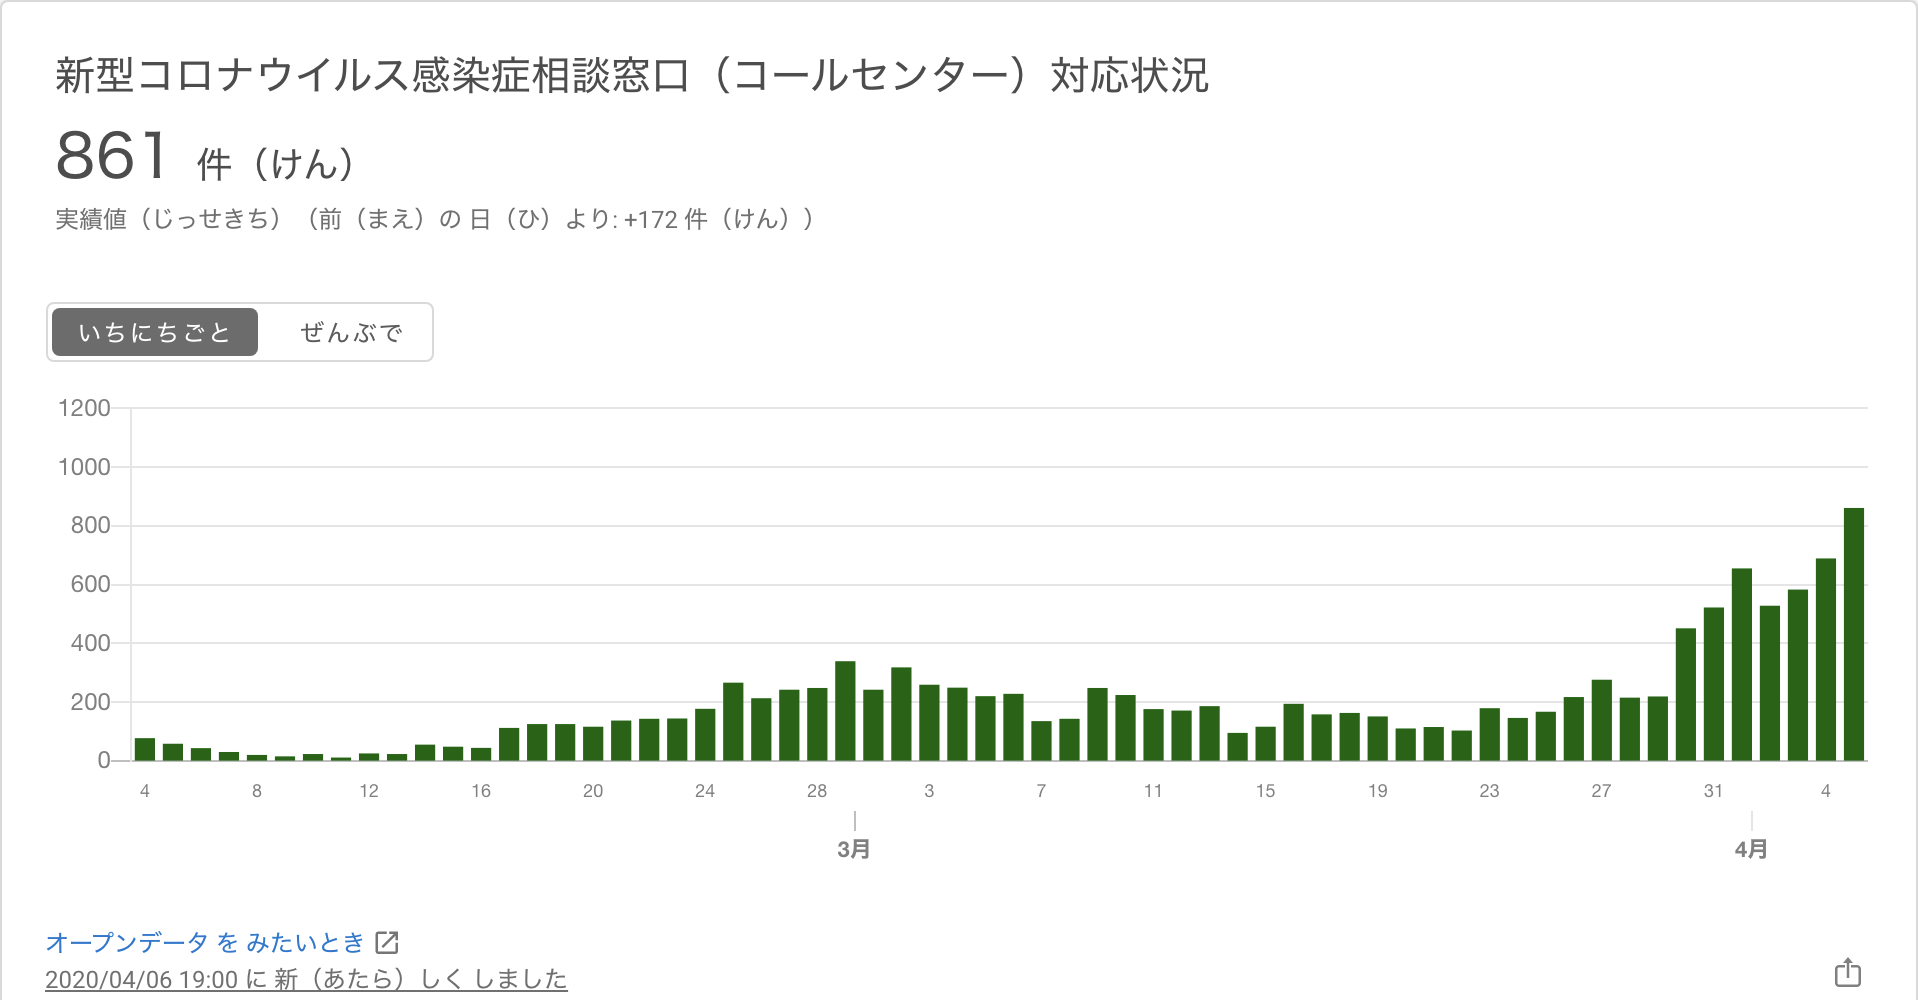 新型コロナウイルス感染症相談窓口（コールセンター）対応状況
861 件（けん）
実績値（じっせきち）（前（まえ）の 日（ひ）より: +172 件（けん））
いちにちごと ぜんぶで
1200
1000
800
600
400
200
0
4 8 12 16 20 24 28 3 7 11 15 19 23 27 31 4
3月 4月
オープンデータ を みたいとき
2020/04/06 19:00 に 新（あたら）しく しました